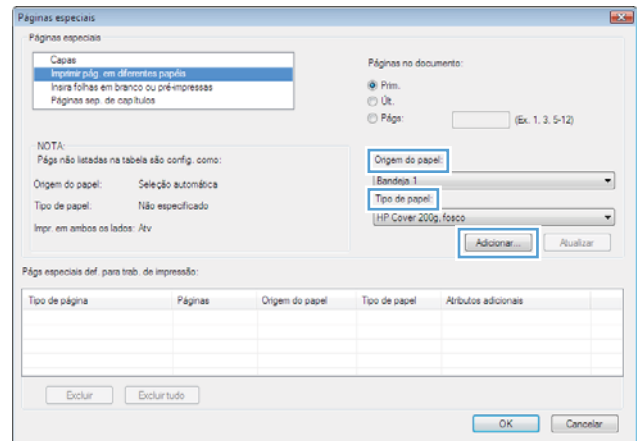 Páginas especiais
Páginas especiais
Capas
Imprimir pág. em diferentes papéis
Insira folhas em branco ou pré-impressas
Páginas sep. de capítulos
Páginas no documento:
Prim.
Últ.
Págs:
(Ex. 1, 3, 5-12)
NOTA:
Págs não listadas na tabela são config. como:
Origem do papel: Seleção automática
Tipo de papel: Não especificado
Impr. em ambos os lados: Atv
Origem do papel:
Bandeja 1
Tipo de papel:
HP Cover 200g, fosco
Adicionar... Atualizar
Págs especiais def. para trab. de impressão:
Tipo de página Páginas Origem do papel Tipo de papel Atributos adicionais
Excluir Excluir tudo
OK Cancelar